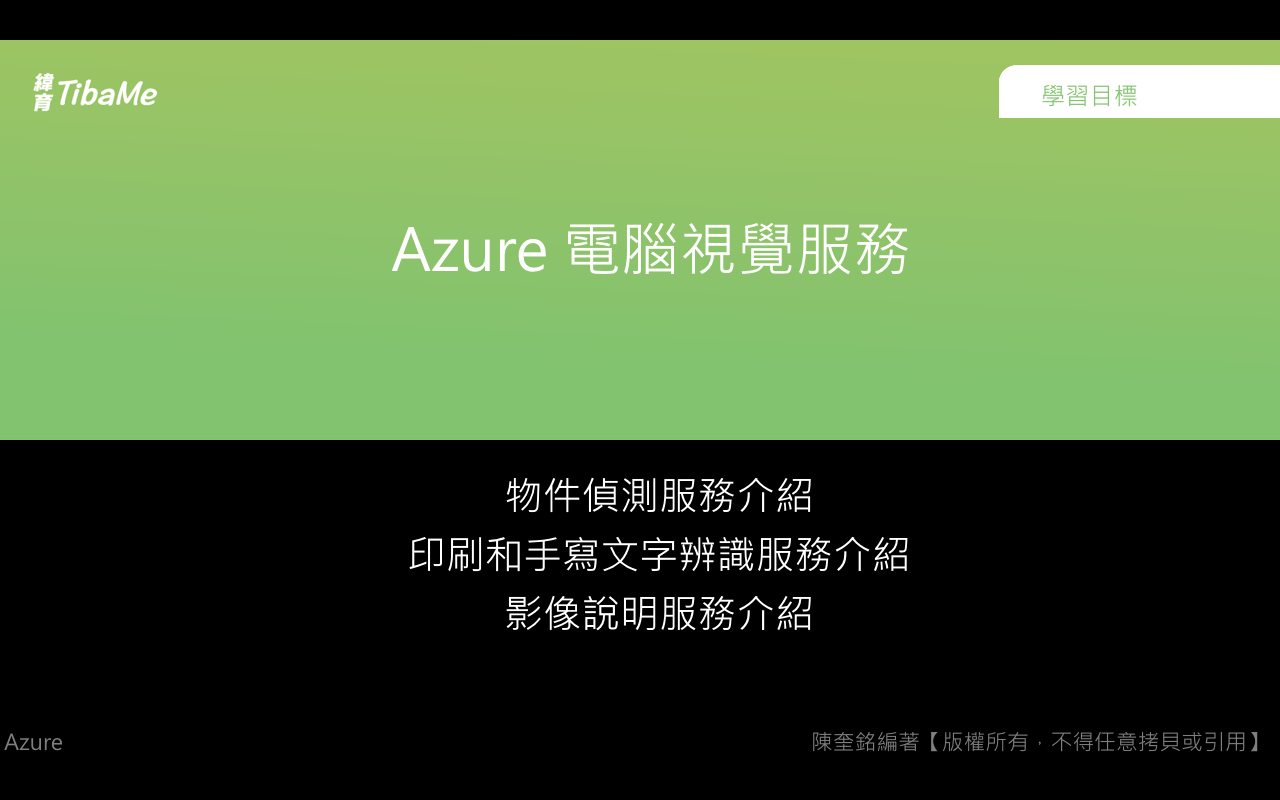 緯育 TibaMe
學習目標
Azure 電腦視覺服務
物件偵測服務介紹
印刷和手寫文字辨識服務介紹
影像說明服務介紹
Azure
陳奎銘編著【版權所有，不得任意拷貝或引用】